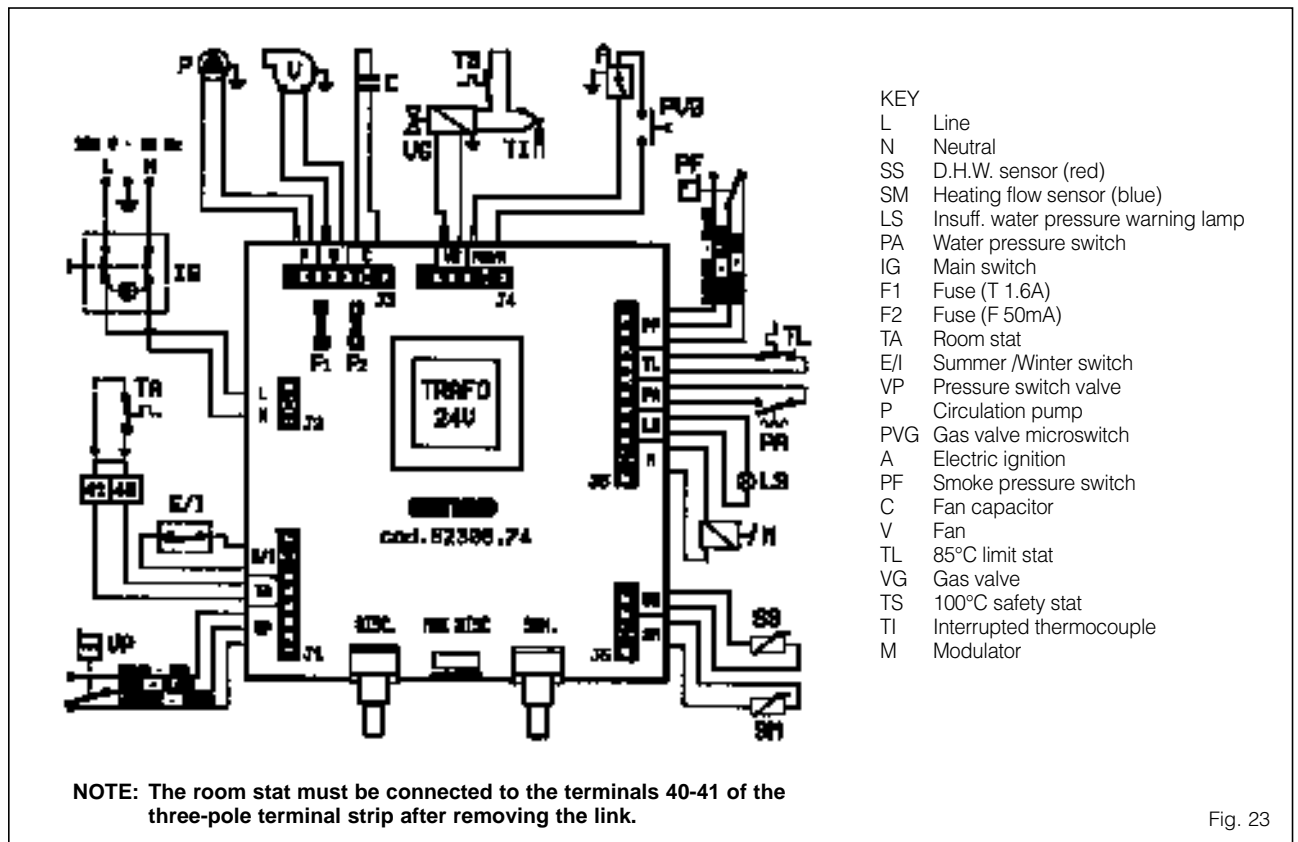 P
V
C
TS
A
PVG
VG
TI
PF
L N
IG
J3
J4
F1 F2
TRAFO
24V
L
N
J2
TA
41 40
E/I
E/I
TA
VP
VP
J1
PF
TL
TL
PA
PA
LS
LS
M
M
cod.
SAN.
J5
SS
SM
SM
KEY
L Line
N Neutral
SS D.H.W. sensor (red)
SM Heating flow sensor (blue)
LS Insuff. water pressure warning lamp
PA Water pressure switch
IG Main switch
F1 Fuse (T 1.6A)
F2 Fuse (F 50mA)
TA Room stat
E/I Summer /Winter switch
VP Pressure switch valve
P Circulation pump
PVG Gas valve microswitch
A Electric ignition
PF Smoke pressure switch
C Fan capacitor
V Fan
TL 85°C limit stat
VG Gas valve
TS 100°C safety stat
TI Interrupted thermocouple
M Modulator
NOTE: The room stat must be connected to the terminals 40-41 of the
three-pole terminal strip after removing the link.
Fig. 23